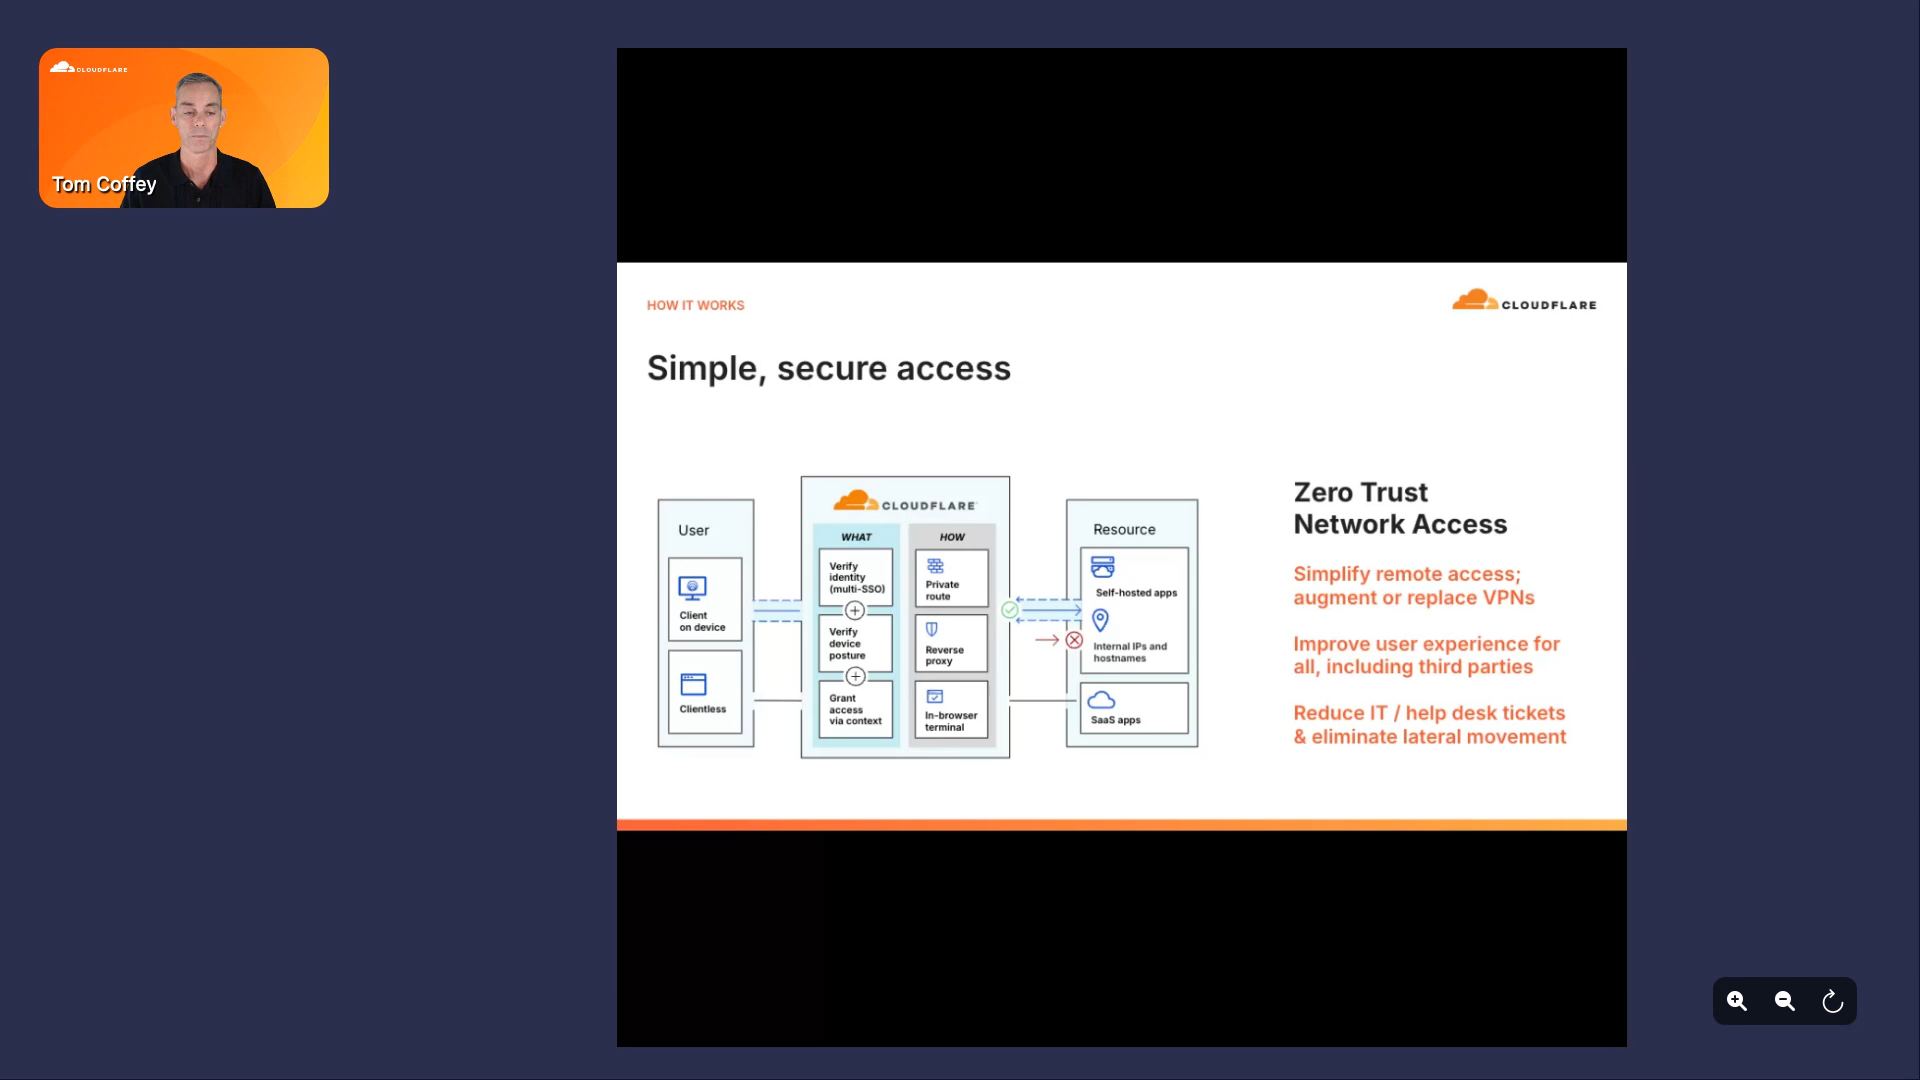 CLOUDFLARE
Tom Coffey
HOW IT WORKS
CLOUDFLARE
Simple, secure access
User
Client
on device
Clientless
CLOUDFLARE
WHAT
Verify
identity
(multi-SSO)
Verify
device
posture
Grant
access
via context
HOW
Private
route
Reverse
proxy
In-browser
terminal
Resource
Self-hosted apps
Internal IPs and
hostnames
SaaS apps
Zero Trust
Network Access
Simplify remote access;
augment or replace VPNs
Improve user experience for
all, including third parties
Reduce IT / help desk tickets
& eliminate lateral movement